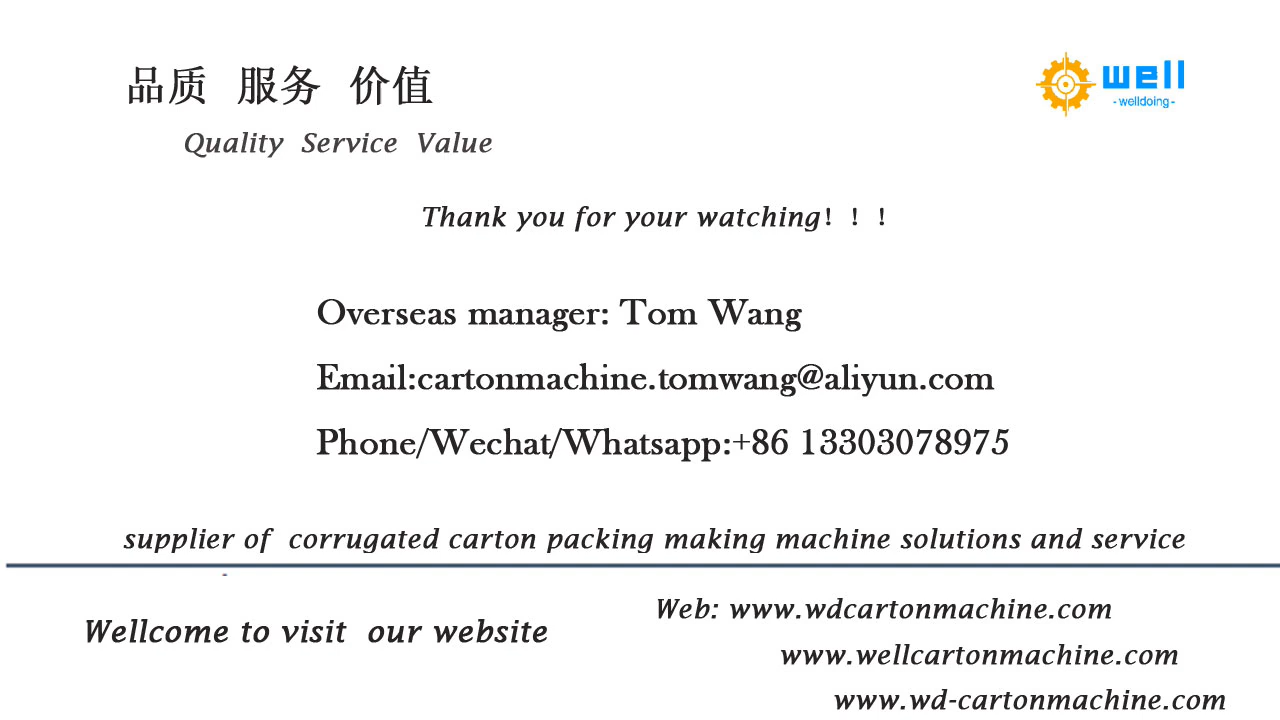 品质 服务 价值
Quality Service Value
well
-welldoing-
Thank you for your watching！！！
Overseas manager: Tom Wang
Email:cartonmachine.tomwang@aliyun.com
Phone/Wechat/Whatsapp:+86 13303078975
supplier of corrugated carton packing making machine solutions and service
Wellcome to visit our website
Web: www.wdcartonmachine.com
www.wellcartonmachine.com
www.wd-cartonmachine.com